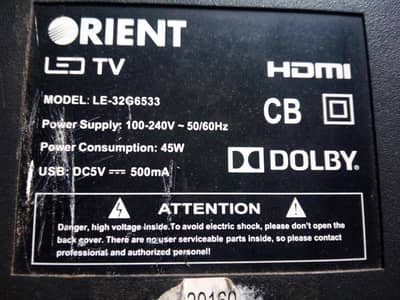 ORIENT
LED TV
HDMI
MODEL: LE-32G6533
CB
Power Supply: 100-240V ~ 50/60Hz
Power Consumption: 45W
DOLBY.
USB: DC5V ⎓ 500mA
ATTENTION
Danger, high voltage inside.To avoid electric shock, please don't open the
back cover. There are no user serviceable parts inside, so please contact
professional and authorized personel!